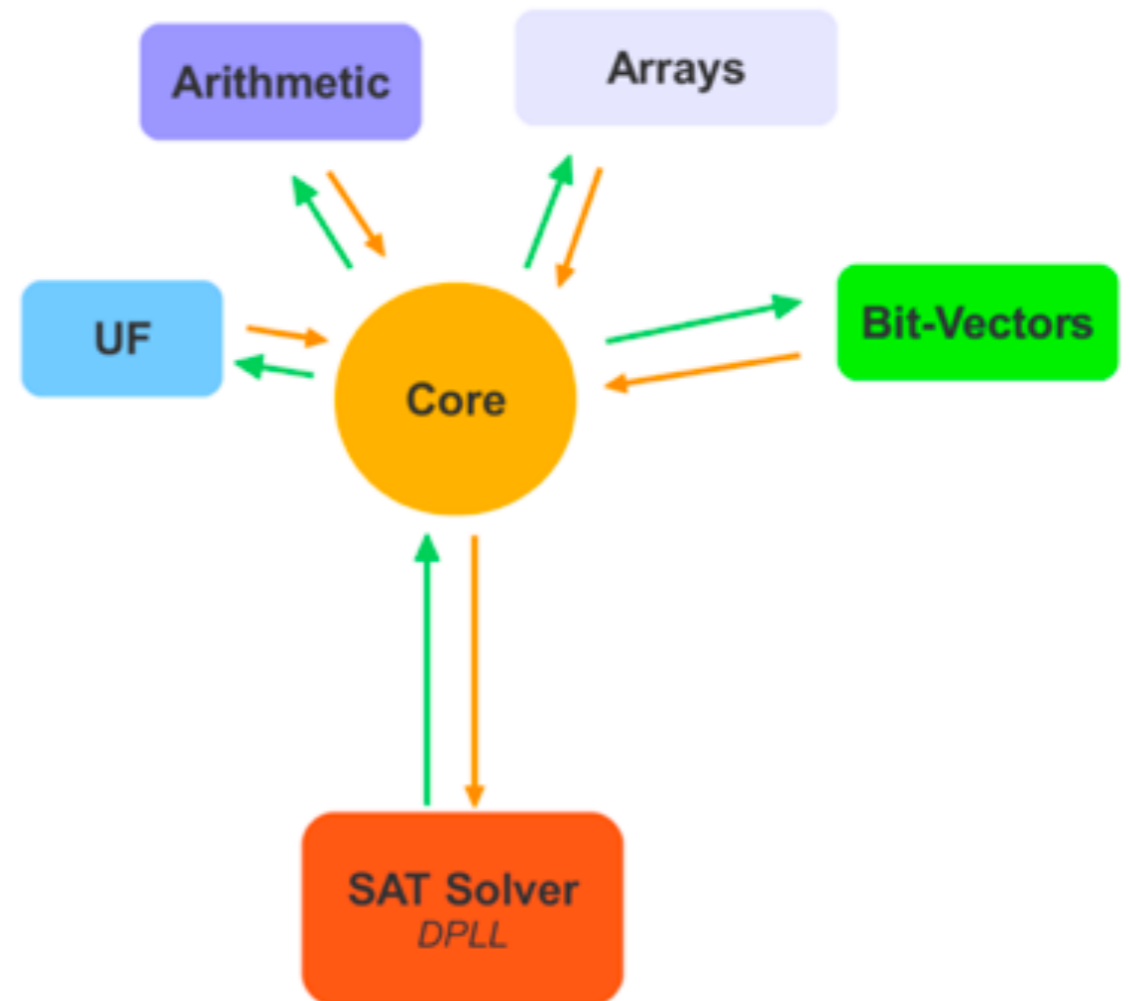 Arithmetic
Arrays
UF
Bit-Vectors
Core
SAT Solver
DPLL